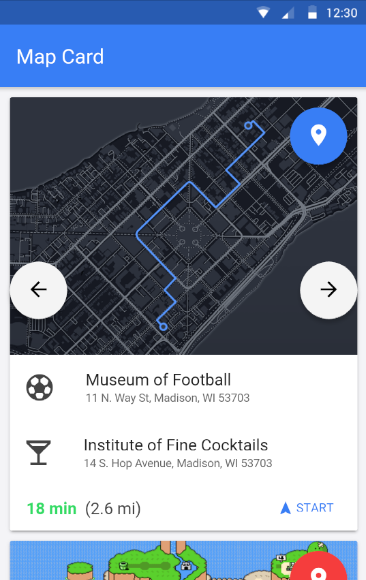 12:30
Map Card
Museum of Football
11 N. Way St, Madison, WI 53703
Institute of Fine Cocktails
14 S. Hop Avenue, Madison, WI 53703
18 min (2.6 mi)
START